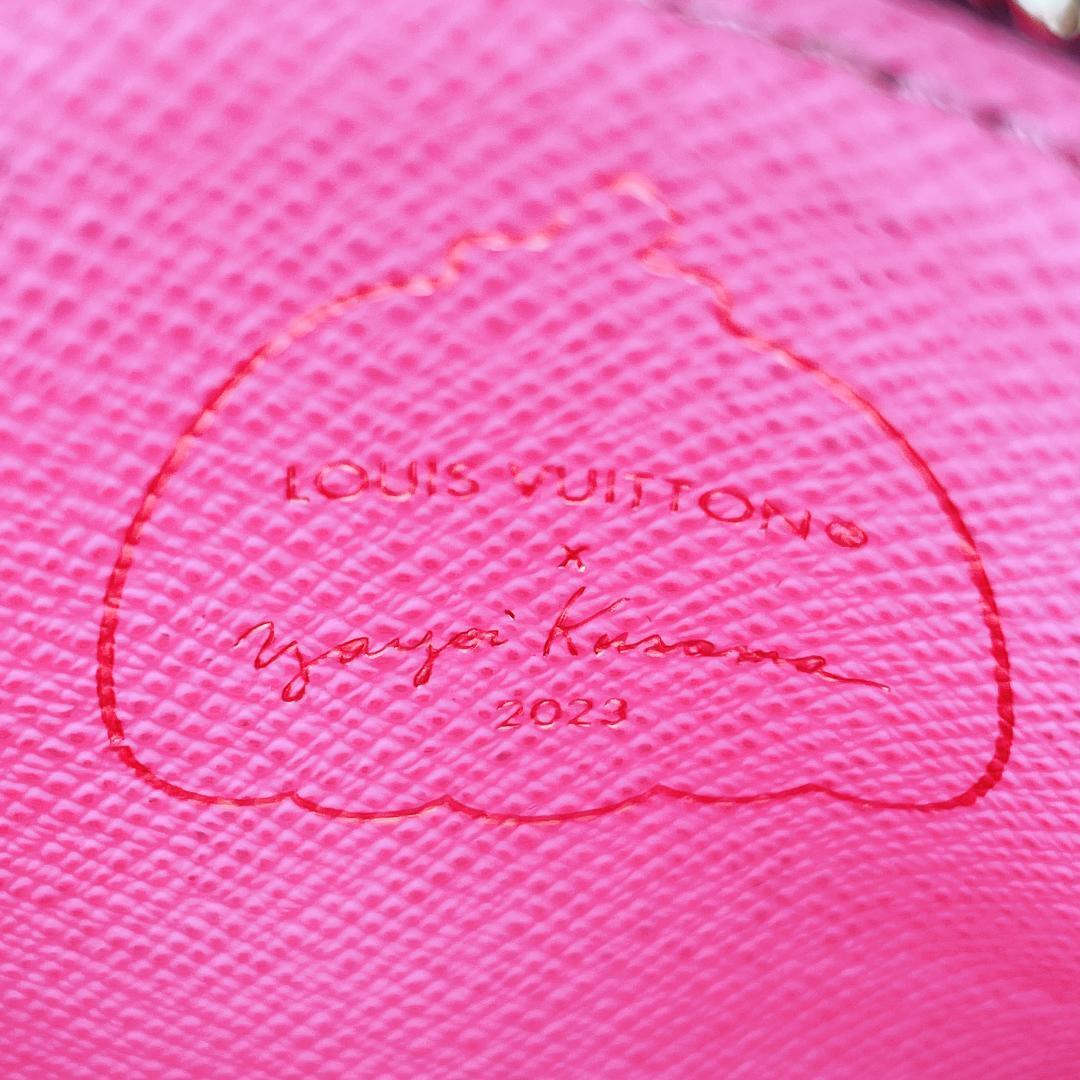 LOUIS VUITTON®
x
Yayoi Kusama
2023